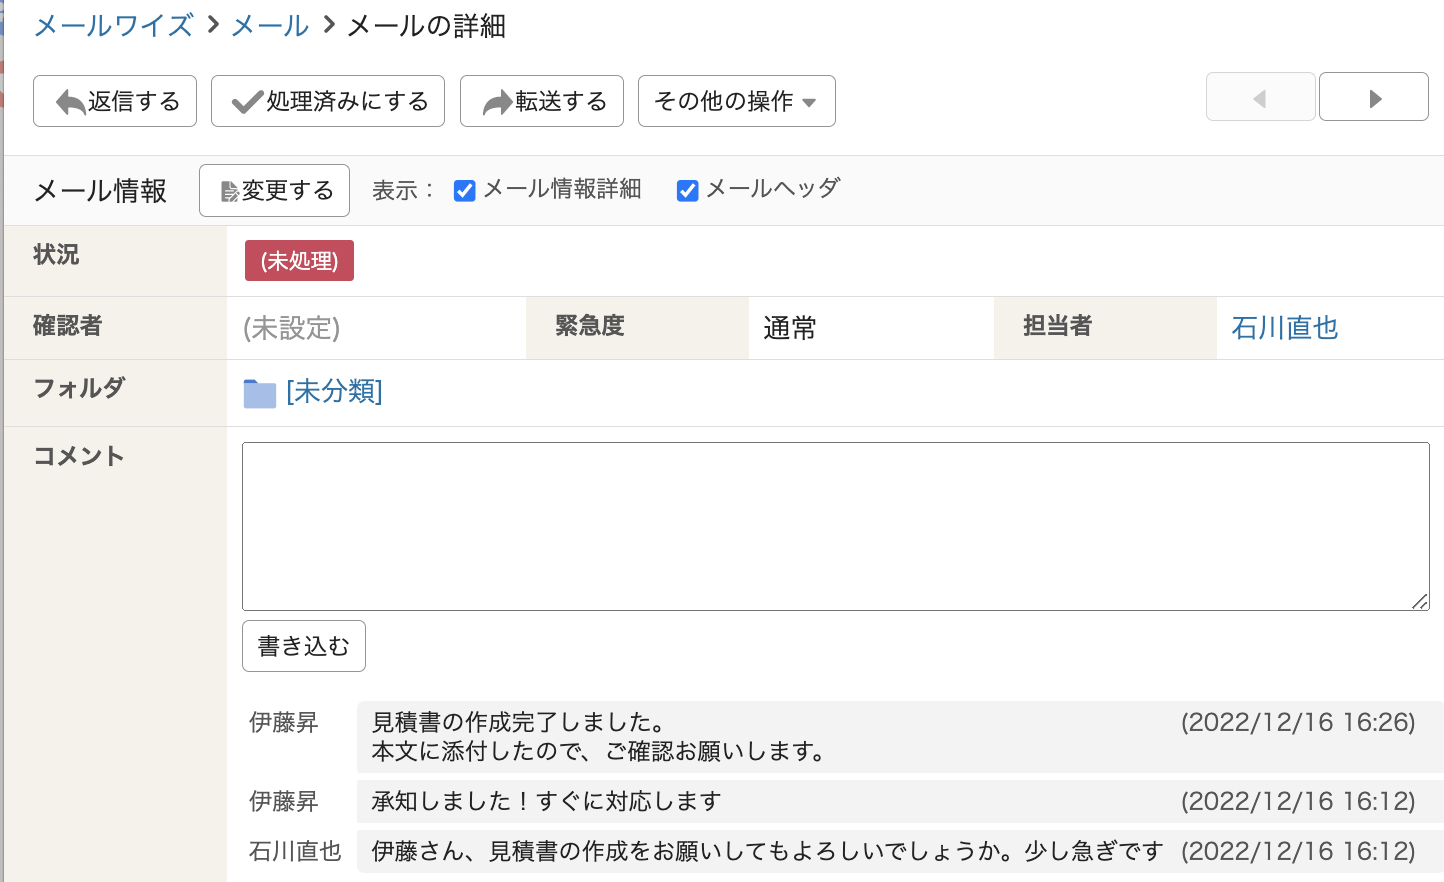 メールワイズ > メール > メールの詳細
返信する 処理済みにする 転送する その他の操作
メール情報 変更する 表示： メール情報詳細 メールヘッダ
状況 (未処理)
確認者 (未設定) 緊急度 通常 担当者 石川直也
フォルダ [未分類]
コメント
書き込む
伊藤昇 見積書の作成完了しました。 (2022/12/16 16:26)
本文に添付したので、ご確認お願いします。
伊藤昇 承知しました！すぐに対応します (2022/12/16 16:12)
石川直也 伊藤さん、見積書の作成をお願いしてもよろしいでしょうか。少し急ぎです (2022/12/16 16:12)